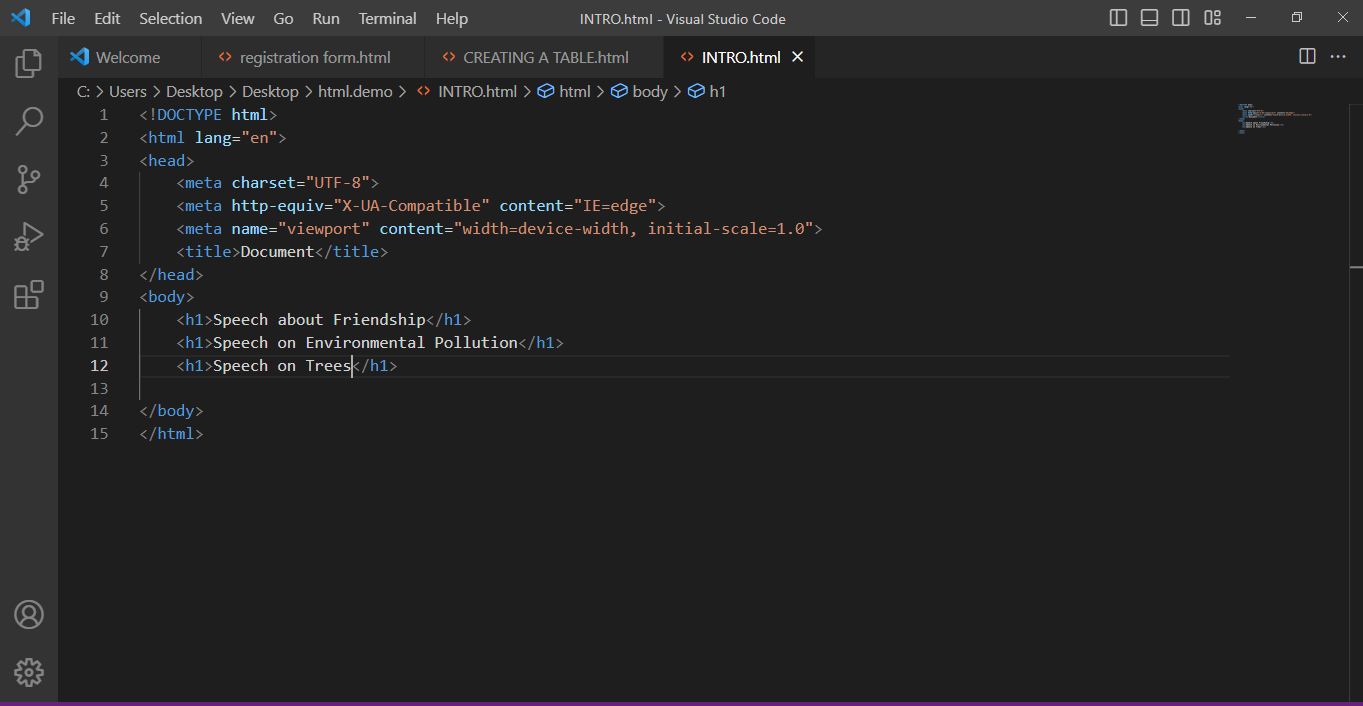 File Edit Selection View Go Run Terminal Help INTRO.html - Visual Studio Code
Welcome registration form.html CREATING A TABLE.html INTRO.html
C: > Users > Desktop > Desktop > html.demo > INTRO.html > html > body > h1
1 <!DOCTYPE html>
2 <html lang="en">
3 <head>
4 <meta charset="UTF-8">
5 <meta http-equiv="X-UA-Compatible" content="IE=edge">
6 <meta name="viewport" content="width=device-width, initial-scale=1.0">
7 <title>Document</title>
8 </head>
9 <body>
10 <h1>Speech about Friendship</h1>
11 <h1>Speech on Environmental Pollution</h1>
12 <h1>Speech on Trees</h1>
13
14 </body>
15 </html>